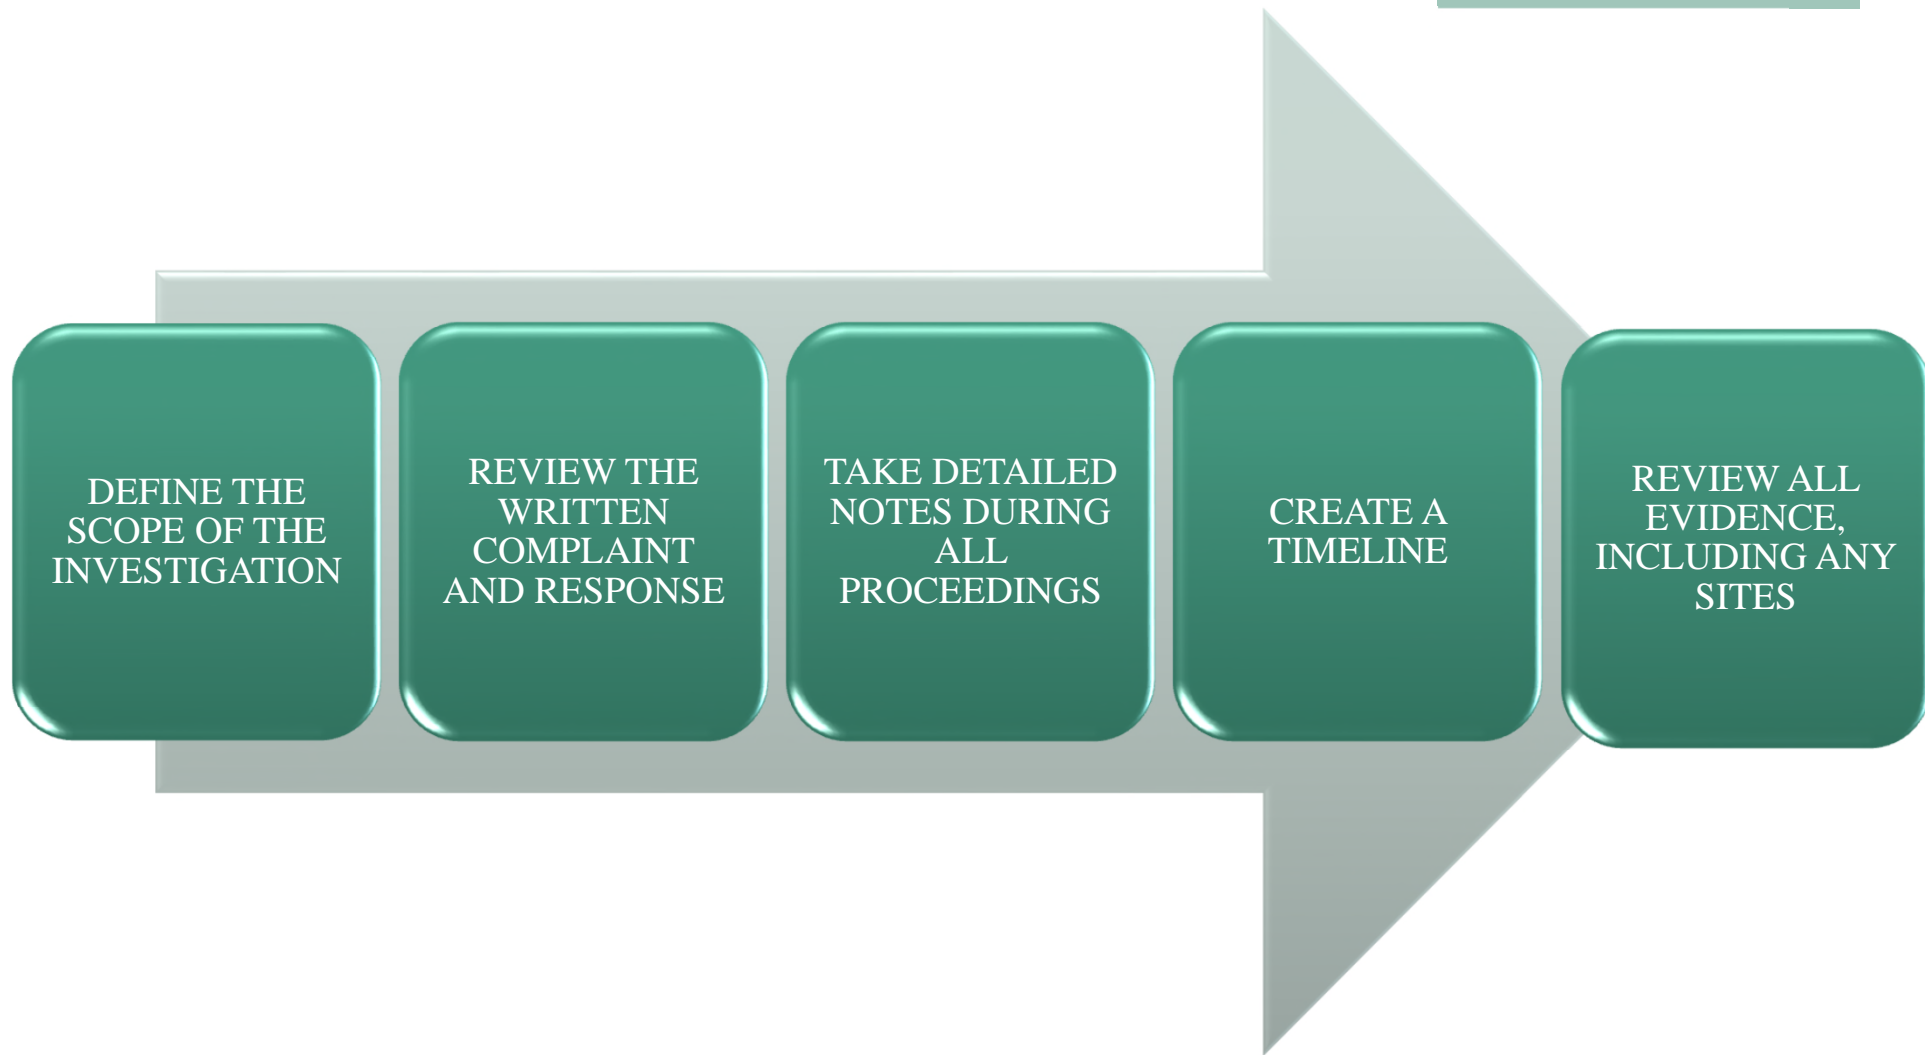 DEFINE THE
SCOPE OF THE
INVESTIGATION
REVIEW THE
WRITTEN
COMPLAINT
AND RESPONSE
TAKE DETAILED
NOTES DURING
ALL
PROCEEDINGS
CREATE A
TIMELINE
REVIEW ALL
EVIDENCE,
INCLUDING ANY
SITES